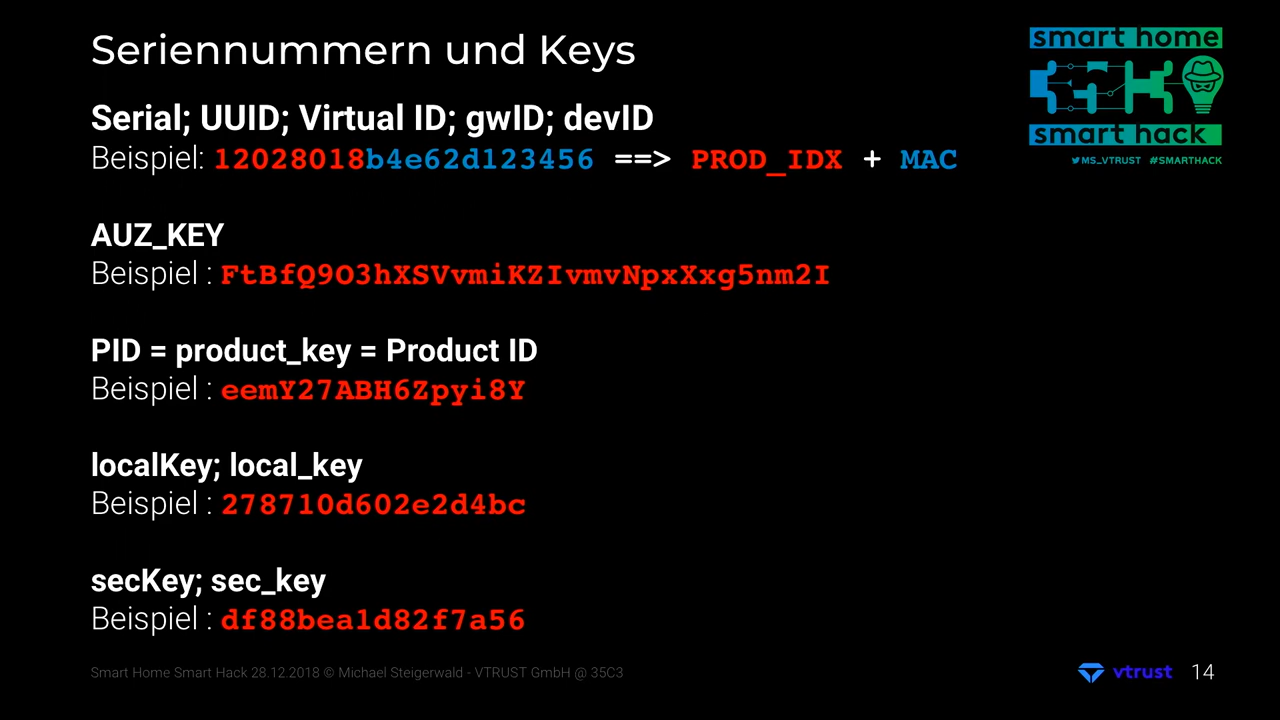 Seriennummern und Keys
smart home
smart hack
MS_VTRUST #SMARTHACK
Serial; UUID; Virtual ID; gwID; devID
Beispiel: 12028018b4e62d123456 ==> PROD_IDX + MAC
AUZ_KEY
Beispiel : FtBfQ9O3hXSVvmiKZIvmvNpxXxg5nm2I
PID = product_key = Product ID
Beispiel : eemY27ABH6Zpyi8Y
localKey; local_key
Beispiel : 278710d602e2d4bc
secKey; sec_key
Beispiel : df88bea1d82f7a56
Smart Home Smart Hack 28.12.2018 © Michael Steigerwald - VTRUST GmbH @ 35C3
vtrust 14